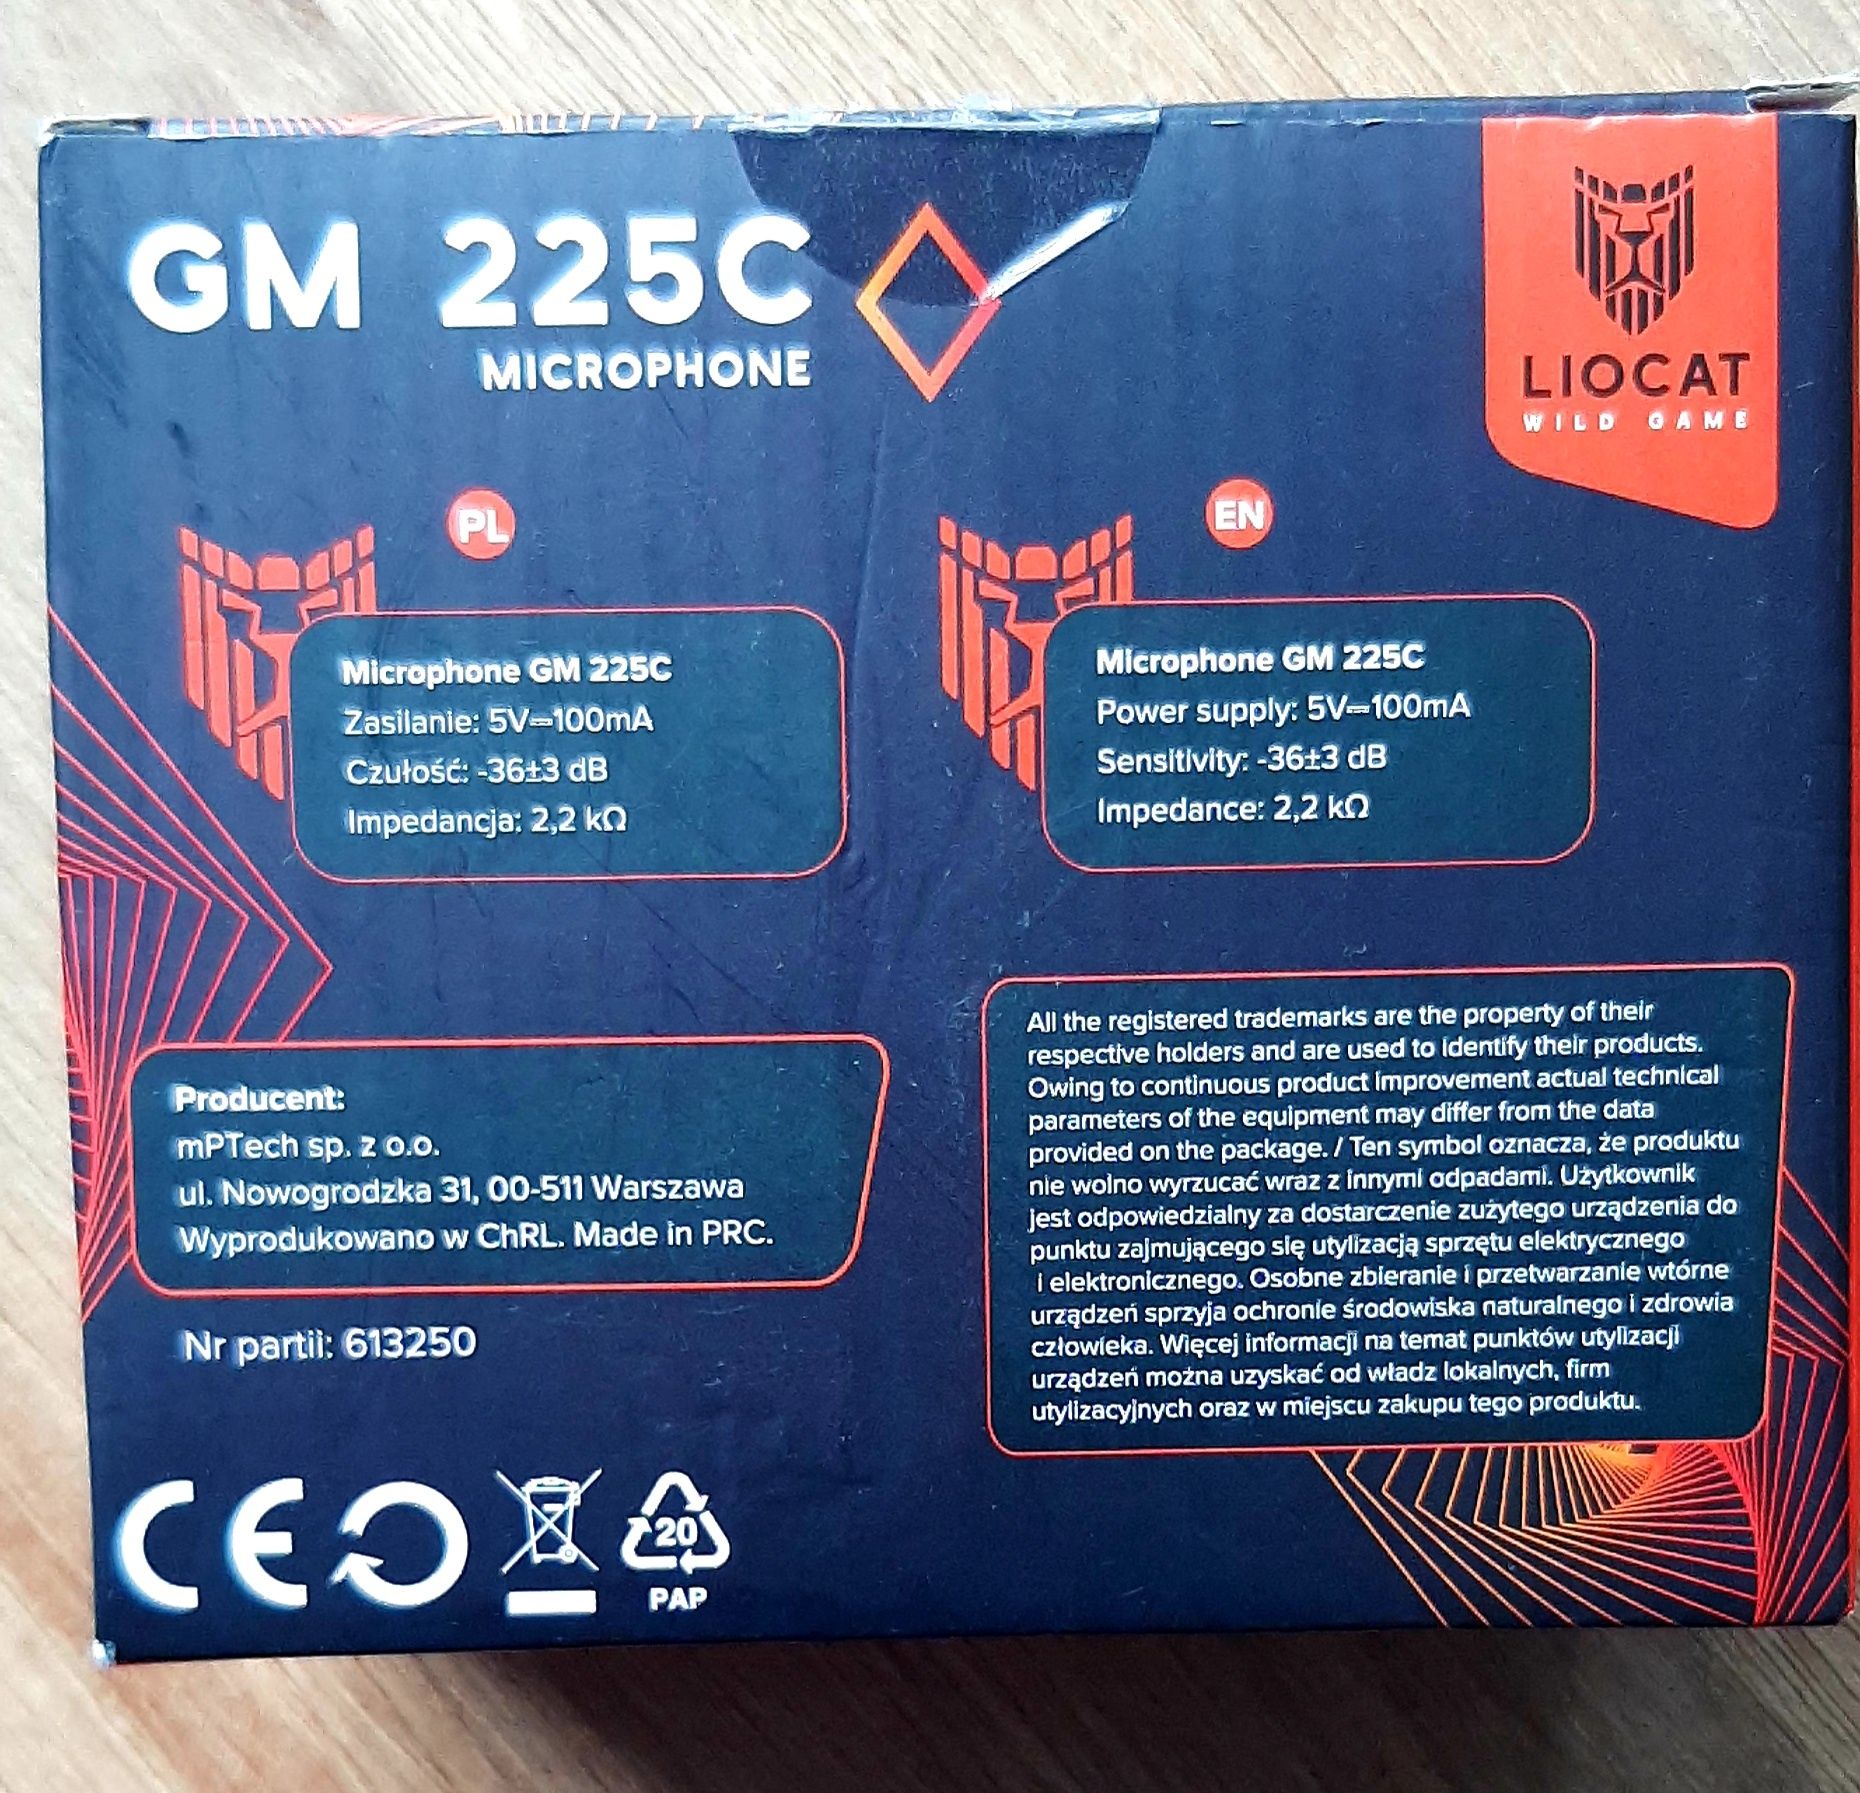 GM 225C
MICROPHONE
LIOCAT
WILD GAME
PL
Microphone GM 225C
Zasilanie: 5V⎓100mA
Czułość: -36±3 dB
Impedancja: 2,2 kΩ
EN
Microphone GM 225C
Power supply: 5V⎓100mA
Sensitivity: -36±3 dB
Impedance: 2,2 kΩ
Producent:
mPTech sp. z o.o.
ul. Nowogrodzka 31, 00-511 Warszawa
Wyprodukowano w ChRL. Made in PRC.
Nr partii: 613250
All the registered trademarks are the property of their
respective holders and are used to identify their products.
Owing to continuous product improvement actual technical
parameters of the equipment may differ from the data
provided on the package. / Ten symbol oznacza, że produktu
nie wolno wyrzucać wraz z innymi odpadami. Użytkownik
jest odpowiedzialny za dostarczenie zużytego urządzenia do
punktu zajmującego się utylizacją sprzętu elektrycznego
i elektronicznego. Osobne zbieranie i przetwarzanie wtórne
urządzeń sprzyja ochronie środowiska naturalnego i zdrowia
człowieka. Więcej informacji na temat punktów utylizacji
urządzeń można uzyskać od władz lokalnych, firm
utylizacyjnych oraz w miejscu zakupu tego produktu.
CE
20
PAP